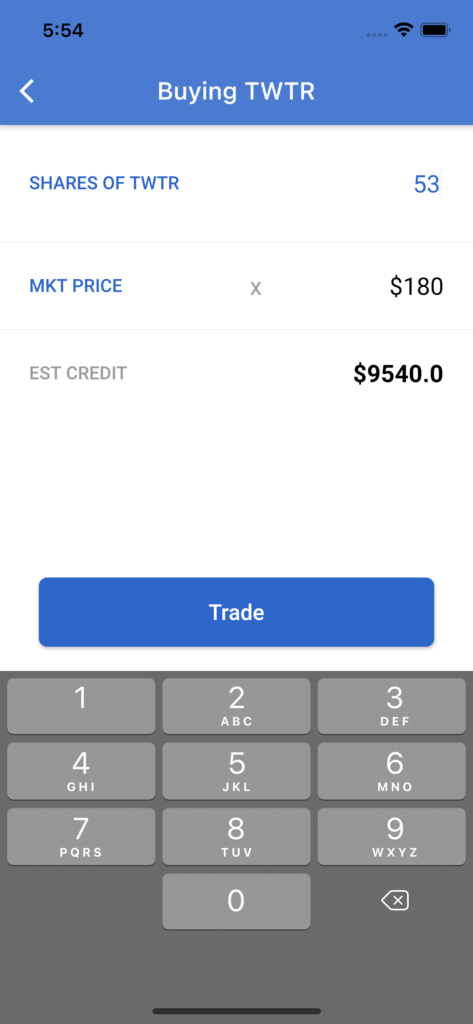 5:54
Buying TWTR
SHARES OF TWTR 53
MKT PRICE x $180
EST CREDIT $9540.0
Trade
1 2 3
ABC DEF
4 5 6
GHI JKL MNO
7 8 9
PQRS TUV WXYZ
0